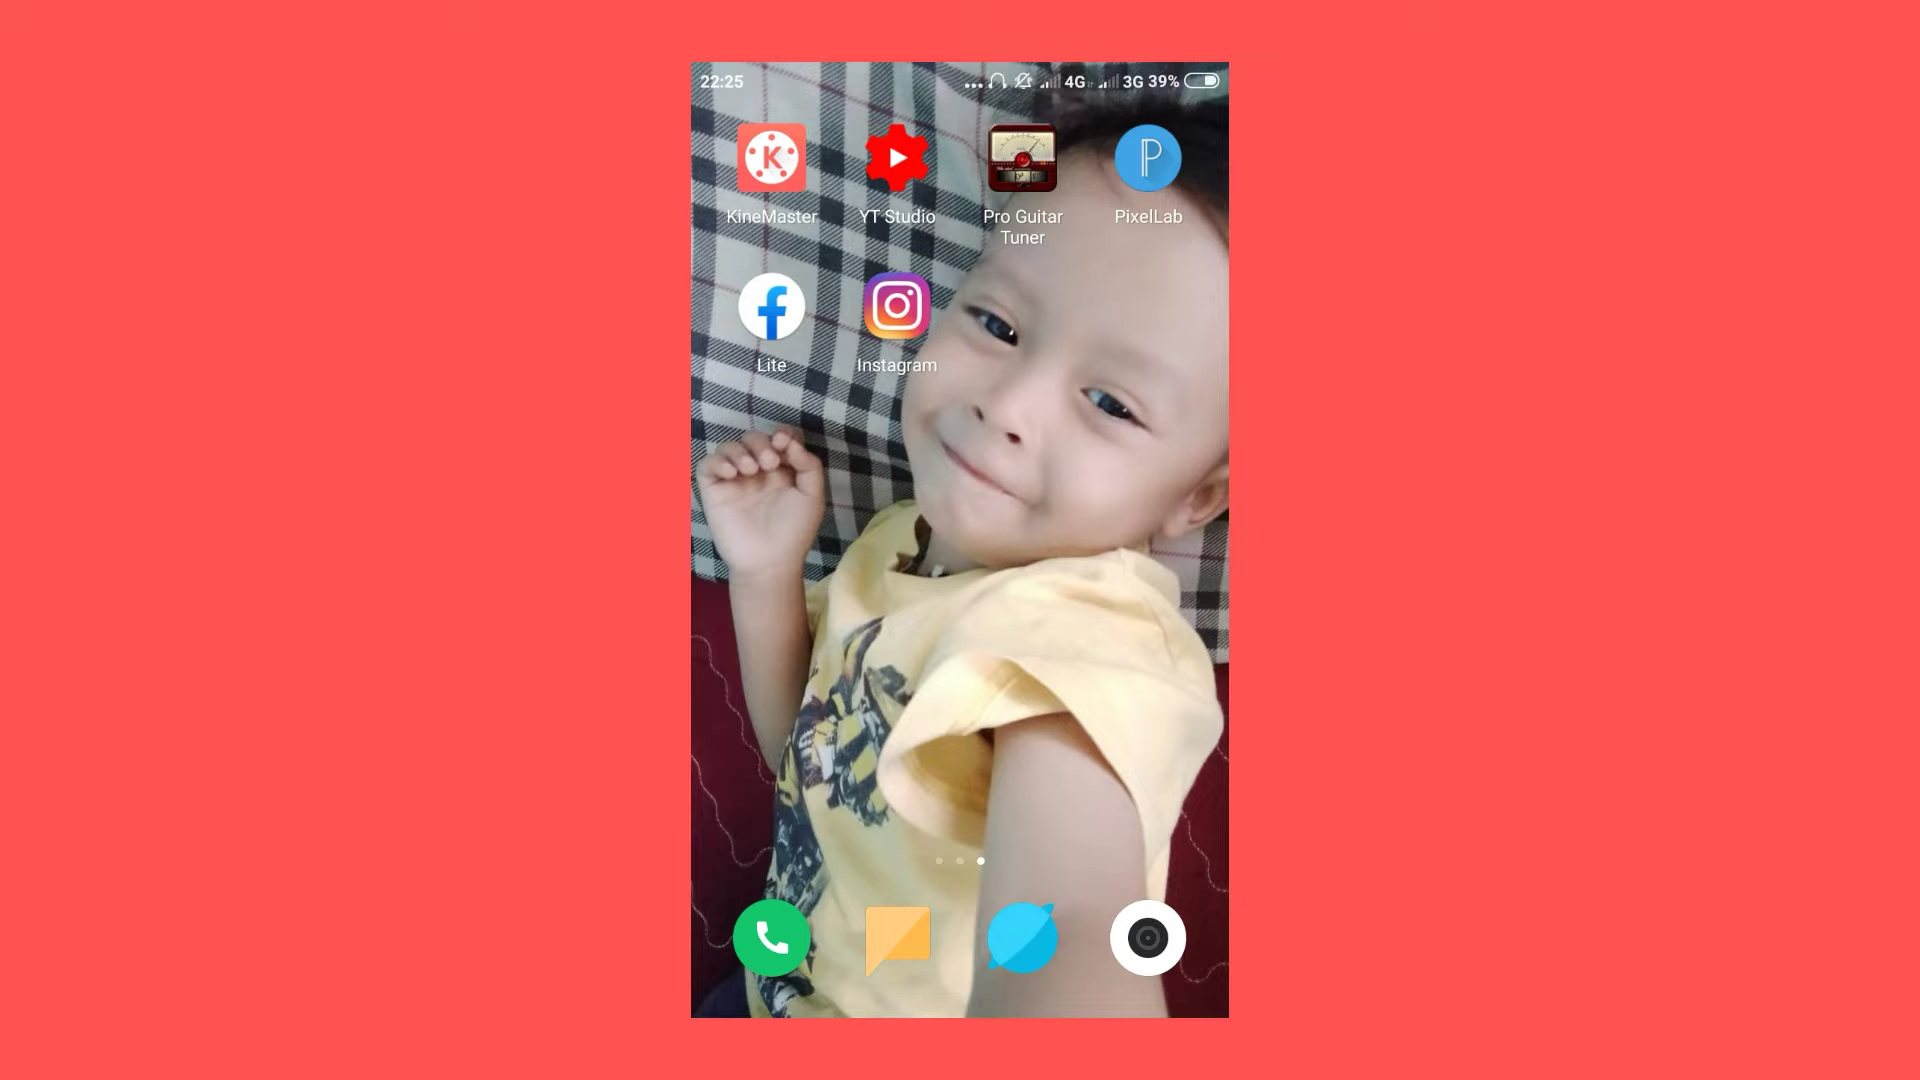 22:25 ... 4G 3G 39%
KineMaster YT Studio Pro Guitar Tuner PixelLab
Lite Instagram